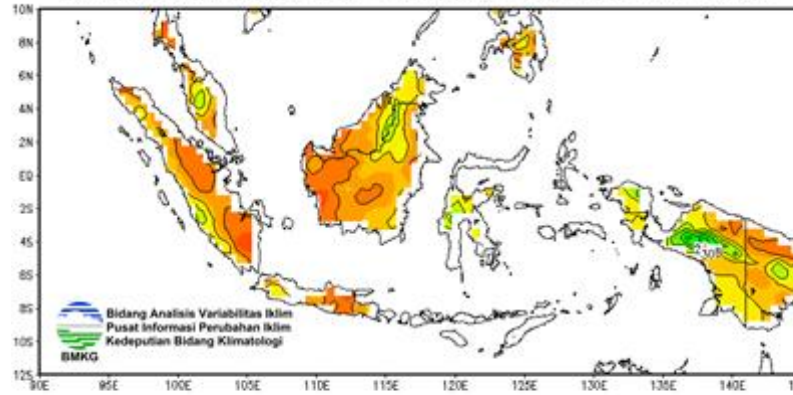 10N
8N
6N
4N
2N
EQ
2S
4S
6S
8S
10S
12S
Bidang Analisis Variabilitas Iklim
Pusat Informasi Perubahan Iklim
Kedeputian Bidang Klimatologi
BMKG
90E 95E 100E 105E 110E 115E 120E 125E 130E 135E 140E